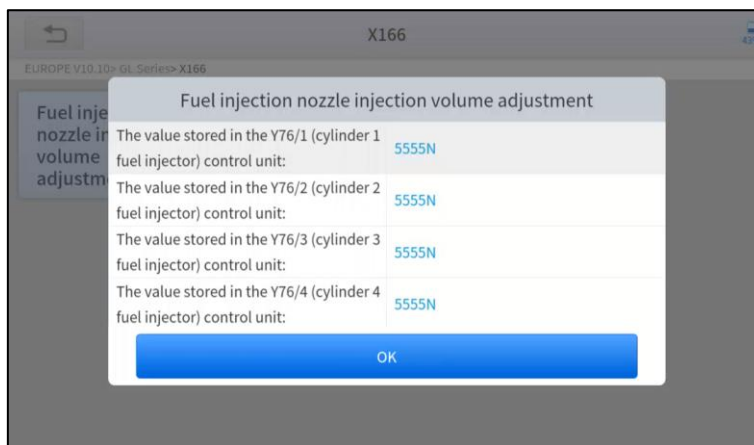 X166
EUROPE V10.10> GL Series> X166
Fuel inje
nozzle in
volume
adjustm
Fuel injection nozzle injection volume adjustment
The value stored in the Y76/1 (cylinder 1
fuel injector) control unit:
5555N
The value stored in the Y76/2 (cylinder 2
fuel injector) control unit:
5555N
The value stored in the Y76/3 (cylinder 3
fuel injector) control unit:
5555N
The value stored in the Y76/4 (cylinder 4
fuel injector) control unit:
5555N
OK